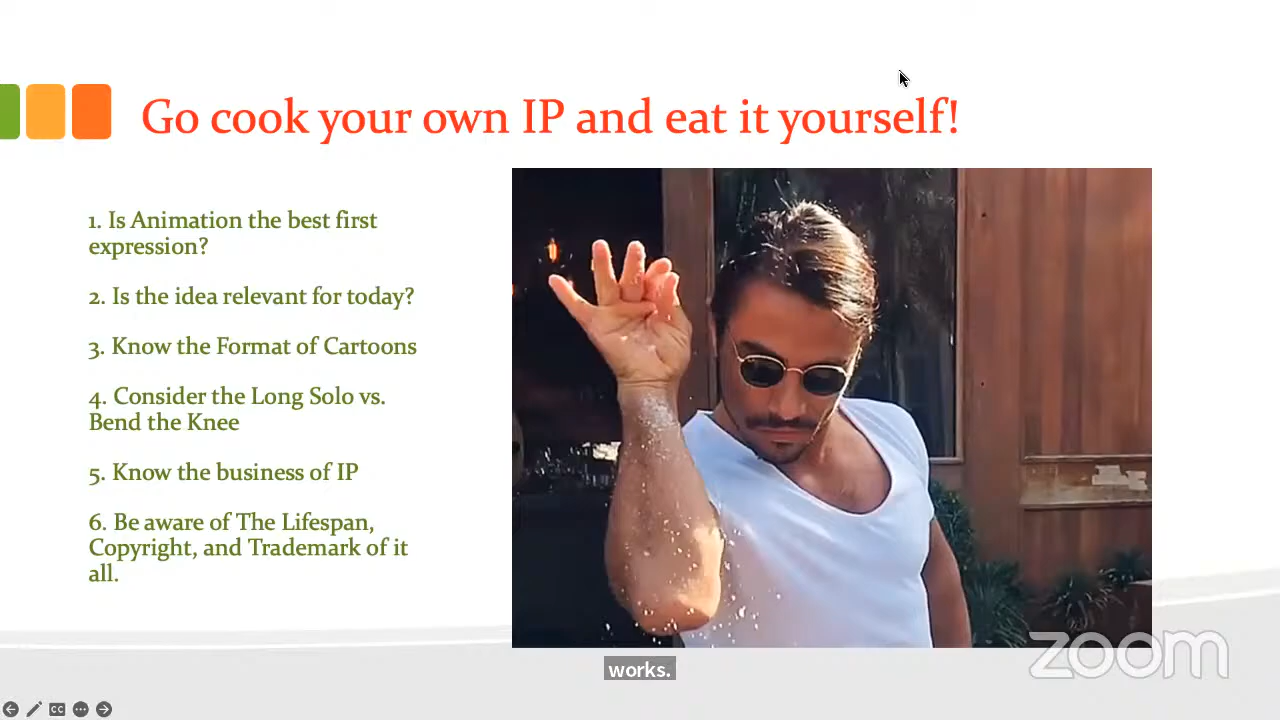 Go cook your own IP and eat it yourself!
1. Is Animation the best first
expression?
2. Is the idea relevant for today?
3. Know the Format of Cartoons
4. Consider the Long Solo vs.
Bend the Knee
5. Know the business of IP
6. Be aware of The Lifespan,
Copyright, and Trademark of it
all.
zoom
works.
CC